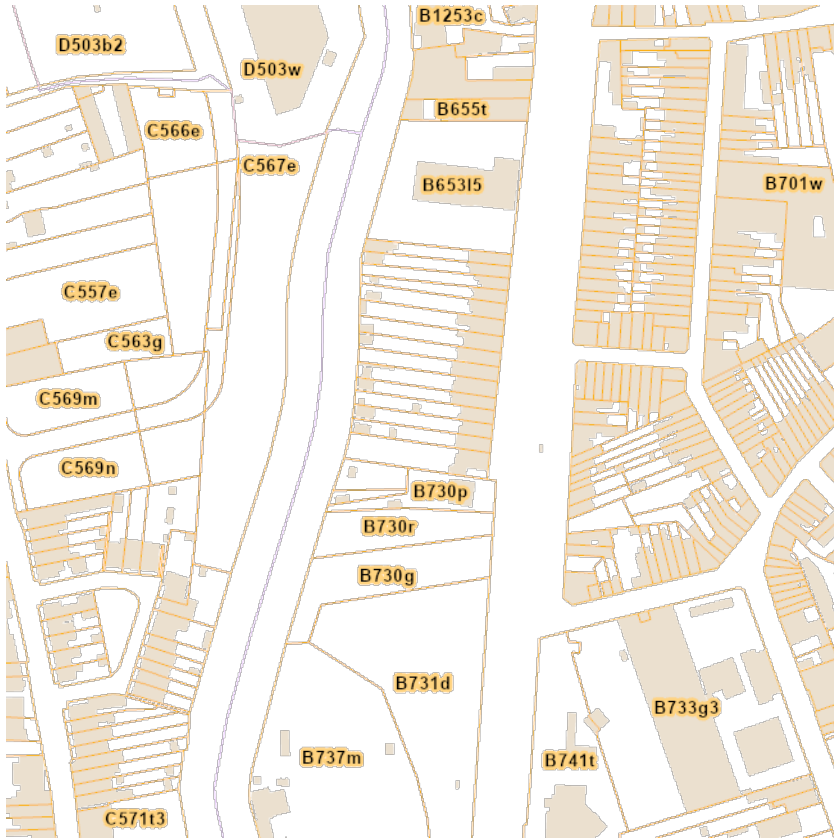 B1253c
D503b2
D503w
B655t
C566e
C567e
B653l5
B701w
C557e
C563g
C569m
C569n
B730p
B730r
B730g
B731d
B733g3
B737m
B741t
C571t3